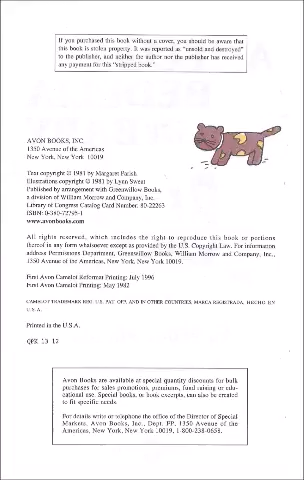 If you purchased this book without a cover, you should be aware that
this book is stolen property. It was reported as "unsold and destroyed"
to the publisher, and neither the author nor the publisher has received
any payment for this "stripped book."
AVON BOOKS, INC.
1350 Avenue of the Americas
New York, New York 10019
Text copyright © 1981 by Margaret Parish
Illustrations copyright © 1981 by Lynn Sweat
Published by arrangement with Greenwillow Books,
a division of William Morrow and Company, Inc.
Library of Congress Catalog Card Number: 80-22263
ISBN: 0-380-72795-1
www.avonbooks.com
All rights reserved, which includes the right to reproduce this book or portions
thereof in any form whatsoever except as provided by the U.S. Copyright Law. For information
address Permissions Department, Greenwillow Books, William Morrow and Company, Inc.,
1350 Avenue of the Americas, New York, New York 10019.
First Avon Camelot Reformat Printing: July 1996
First Avon Camelot Printing: May 1982
CAMELOT TRADEMARK REG. U.S. PAT. OFF. AND IN OTHER COUNTRIES, MARCA REGISTRADA, HECHO EN
U.S.A.
Printed in the U.S.A.
QPK 13 12
Avon Books are available at special quantity discounts for bulk
purchases for sales promotions, premiums, fund raising or edu-
cational use. Special books, or book excerpts, can also be created
to fit specific needs.
For details write or telephone the office of the Director of Special
Markets, Avon Books, Inc., Dept. FP, 1350 Avenue of the
Americas, New York, New York 10019, 1-800-238-0658.